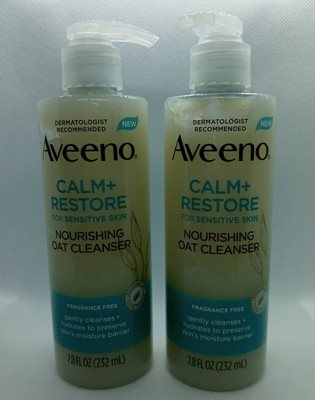 DERMATOLOGIST
RECOMMENDED
NEW
Aveeno
CALM+
RESTORE
FOR SENSITIVE SKIN
NOURISHING
OAT CLEANSER
FRAGRANCE FREE
gently cleanses +
hydrates to preserve
skin's moisture barrier
7.8 FL OZ (232 mL)
DERMATOLOGIST
RECOMMENDED
NEW
Aveeno
CALM+
RESTORE
FOR SENSITIVE SKIN
NOURISHING
OAT CLEANSER
FRAGRANCE FREE
gently cleanses +
hydrates to preserve
skin's moisture barrier
7.8 FL OZ (232 mL)